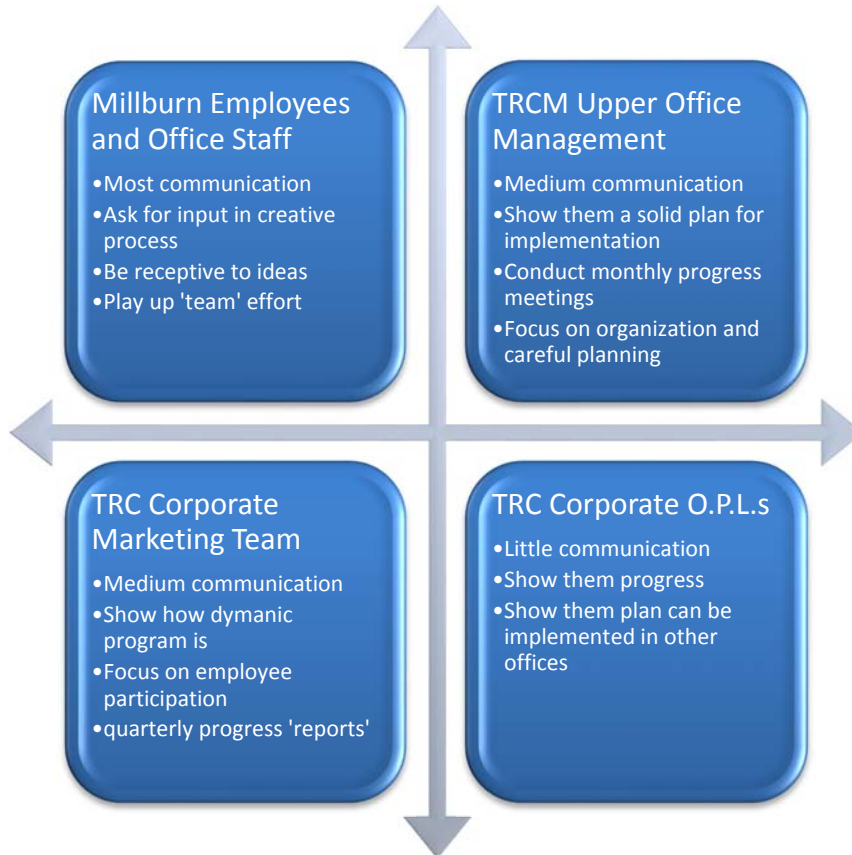 Millburn Employees
and Office Staff
•Most communication
•Ask for input in creative
process
•Be receptive to ideas
•Play up 'team' effort
TRCM Upper Office
Management
•Medium communication
•Show them a solid plan for
implementation
•Conduct monthly progress
meetings
•Focus on organization and
careful planning
TRC Corporate
Marketing Team
•Medium communication
•Show how dymanic
program is
•Focus on employee
participation
•quarterly progress 'reports'
TRC Corporate O.P.L.s
•Little communication
•Show them progress
•Show them plan can be
implemented in other
offices